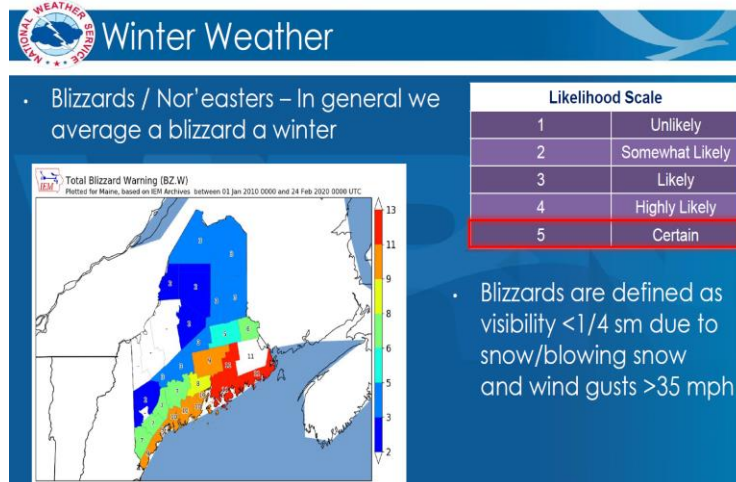 NATIONAL WEATHER SERVICE
Winter Weather
• Blizzards / Nor'easters – In general we
average a blizzard a winter
IEM
Total Blizzard Warning (BZ.W)
Plotted for Maine, based on IEM Archives between 01 Jan 2010 0000 and 24 Feb 2020 0000 UTC
13
11
9
8
6
5
3
2
11
Likelihood Scale
1 Unlikely
2 Somewhat Likely
3 Likely
4 Highly Likely
5 Certain
• Blizzards are defined as
visibility <1/4 sm due to
snow/blowing snow
and wind gusts >35 mph